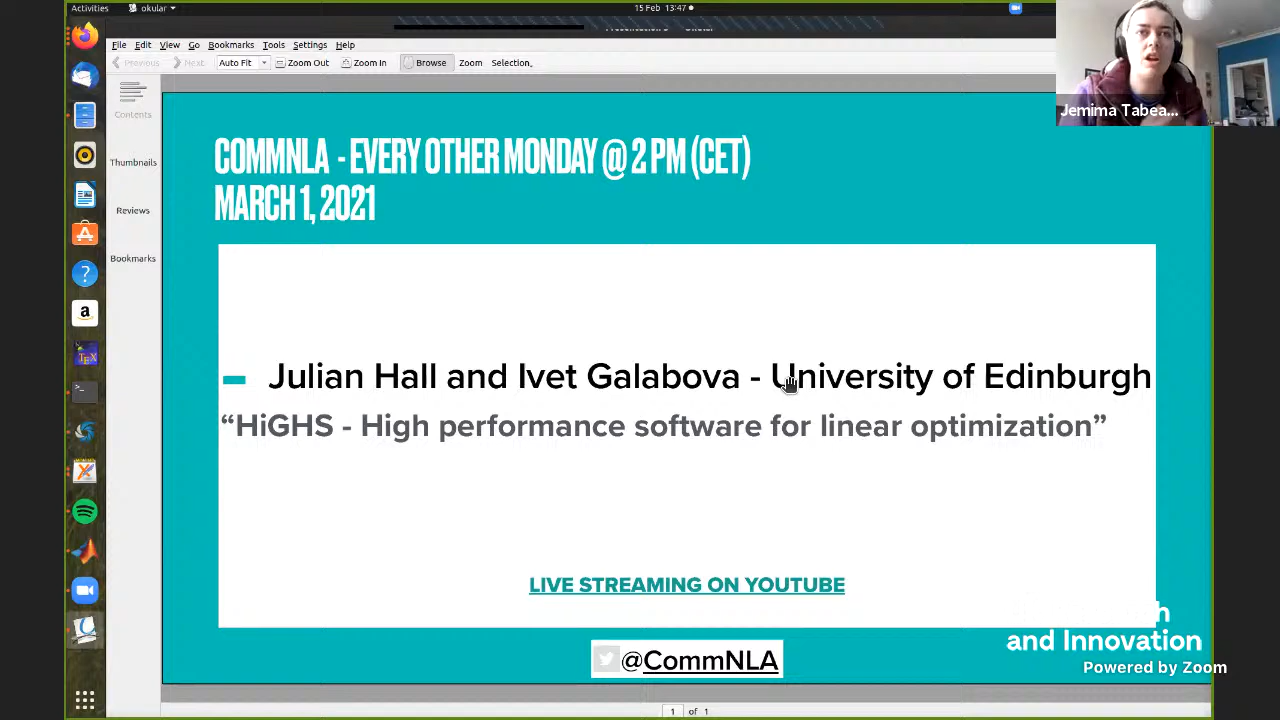 Activities
okular
15 Feb 13:47
File Edit View Go Bookmarks Tools Settings Help
Previous Next Auto Fit Zoom Out Zoom In Browse Zoom Selection
Contents
Thumbnails
Reviews
Bookmarks
Jemima Tabea...
COMMNLA - EVERY OTHER MONDAY @ 2 PM (CET)
MARCH 1, 2021
- Julian Hall and Ivet Galabova - University of Edinburgh
“HiGHS - High performance software for linear optimization”
LIVE STREAMING ON YOUTUBE
@CommNLA
and Innovation
Powered by Zoom
1 of 1